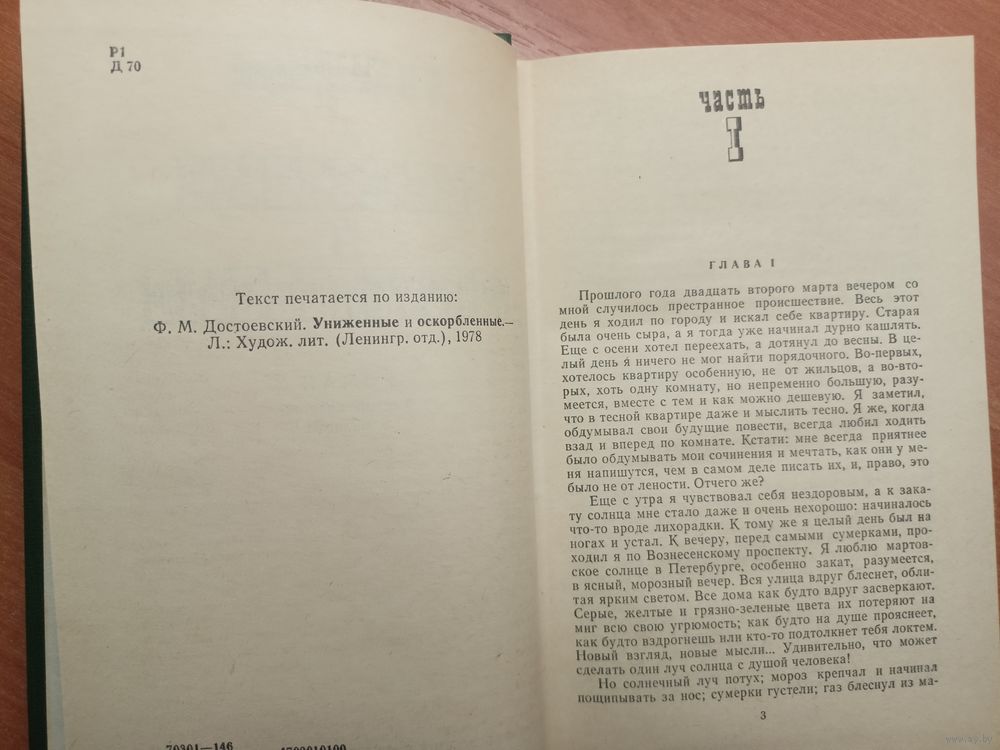 Р1
Д 70
Текст печатается по изданию:
Ф. М. Достоевский. Униженные и оскорбленные.—
Л.: Худож. лит. (Ленингр. отд.), 1978
70301—146
4702010100
часть
I
ГЛАВА I
Прошлого года двадцать второго марта вечером со
мной случилось престранное происшествие. Весь этот
день я ходил по городу и искал себе квартиру. Старая
была очень сыра, а я тогда уже начинал дурно кашлять.
Еще с осени хотел переехать, а дотянул до весны. В це-
лый день я ничего не мог найти порядочного. Во-первых,
хотелось квартиру особенную, не от жильцов, а во-вто-
рых, хоть одну комнату, но непременно большую, разу-
меется, вместе с тем и как можно дешевую. Я заметил,
что в тесной квартире даже и мыслить тесно. Я же, когда
обдумывал свои будущие повести, всегда любил ходить
взад и вперед по комнате. Кстати: мне всегда приятнее
было обдумывать мои сочинения и мечтать, как они у ме-
ня напишутся, чем в самом деле писать их, и, право, это
было не от лености. Отчего же?
Еще с утра я чувствовал себя нездоровым, а к зака-
ту солнца мне стало даже и очень нехорошо: начиналось
что-то вроде лихорадки. К тому же я целый день был на
ногах и устал. К вечеру, перед самыми сумерками, про-
ходил я по Вознесенскому проспекту. Я люблю мартов-
ское солнце в Петербурге, особенно закат, разумеется,
в ясный, морозный вечер. Вся улица вдруг блеснет, обли-
тая ярким светом. Все дома как будто вдруг засверкают.
Серые, желтые и грязно-зеленые цвета их потеряют на
миг всю свою угрюмость; как будто на душе прояснеет,
как будто вздрогнешь или кто-то подтолкнет тебя локтем.
Новый взгляд, новые мысли... Удивительно, что может
сделать один луч солнца с душой человека!
Но солнечный луч потух; мороз крепчал и начинал
пощипывать за нос; сумерки густели; газ блеснул из ма-
3
www.ay.by